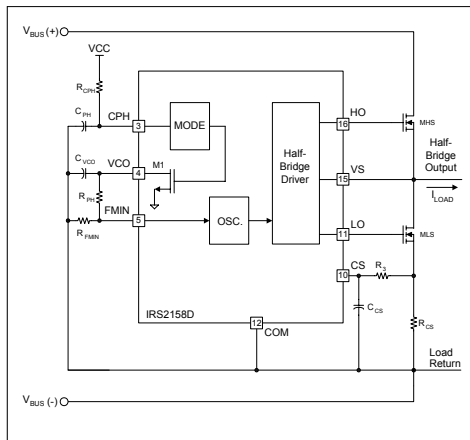 VBUS (+)
VCC
RCPH
CPH
CPH
3
MODE
HO
16
MHS
CVCO
VCO
4
M1
Half-
Bridge
Driver
VS
15
Half-
Bridge
Output
ILOAD
RPH
FMIN
5
OSC.
LO
11
MLS
RFMIN
CS
10
R3
CCS
RCS
IRS2158D
12
COM
Load
Return
VBUS (-)